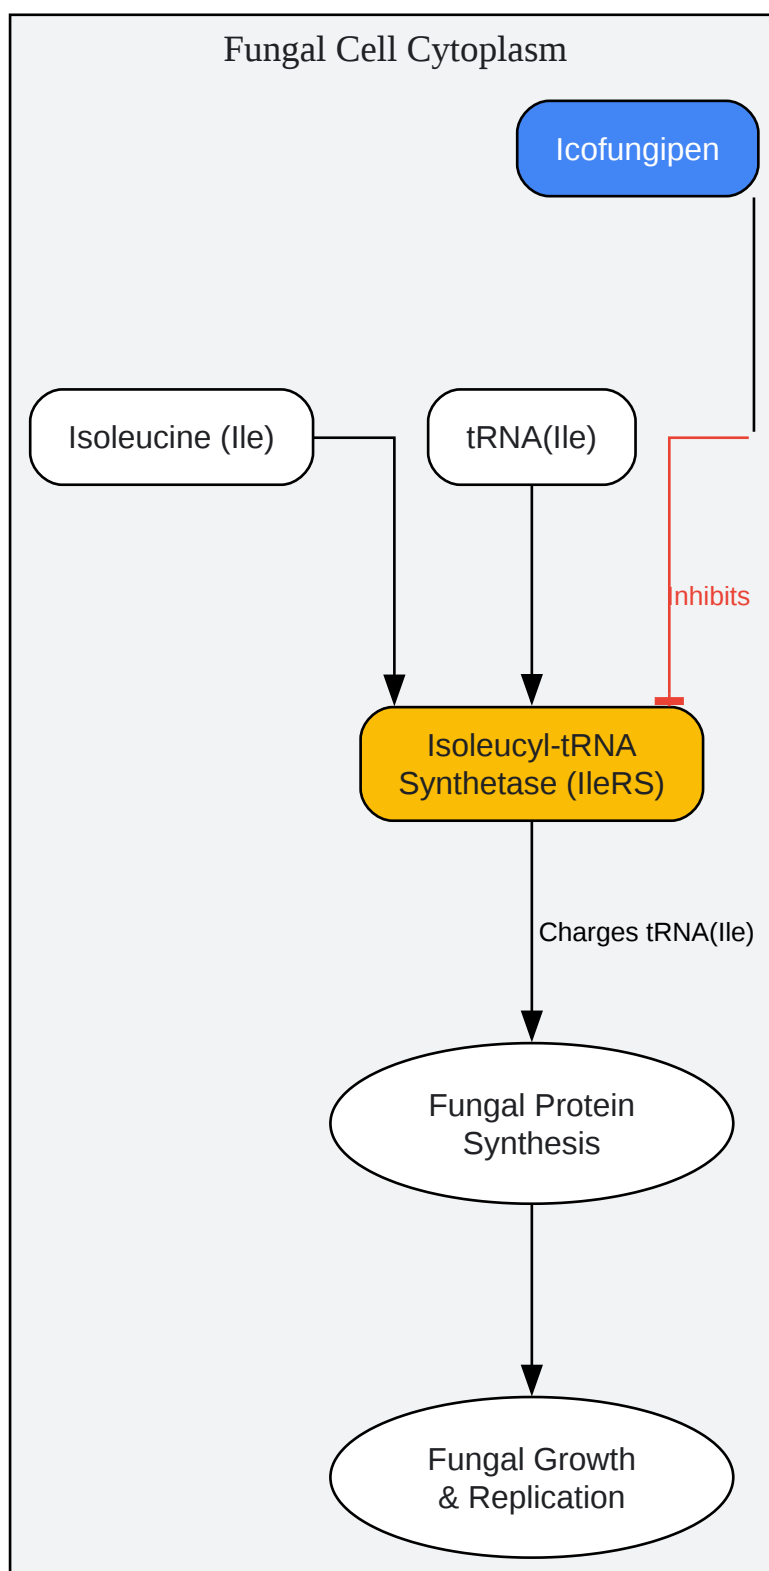 Fungal Cell Cytoplasm
Icofungipen
Isoleucine (Ile)
tRNA(Ile)
Inhibits
Isoleucyl-tRNA
Synthetase (IleRS)
Charges tRNA(Ile)
Fungal Protein
Synthesis
Fungal Growth
& Replication